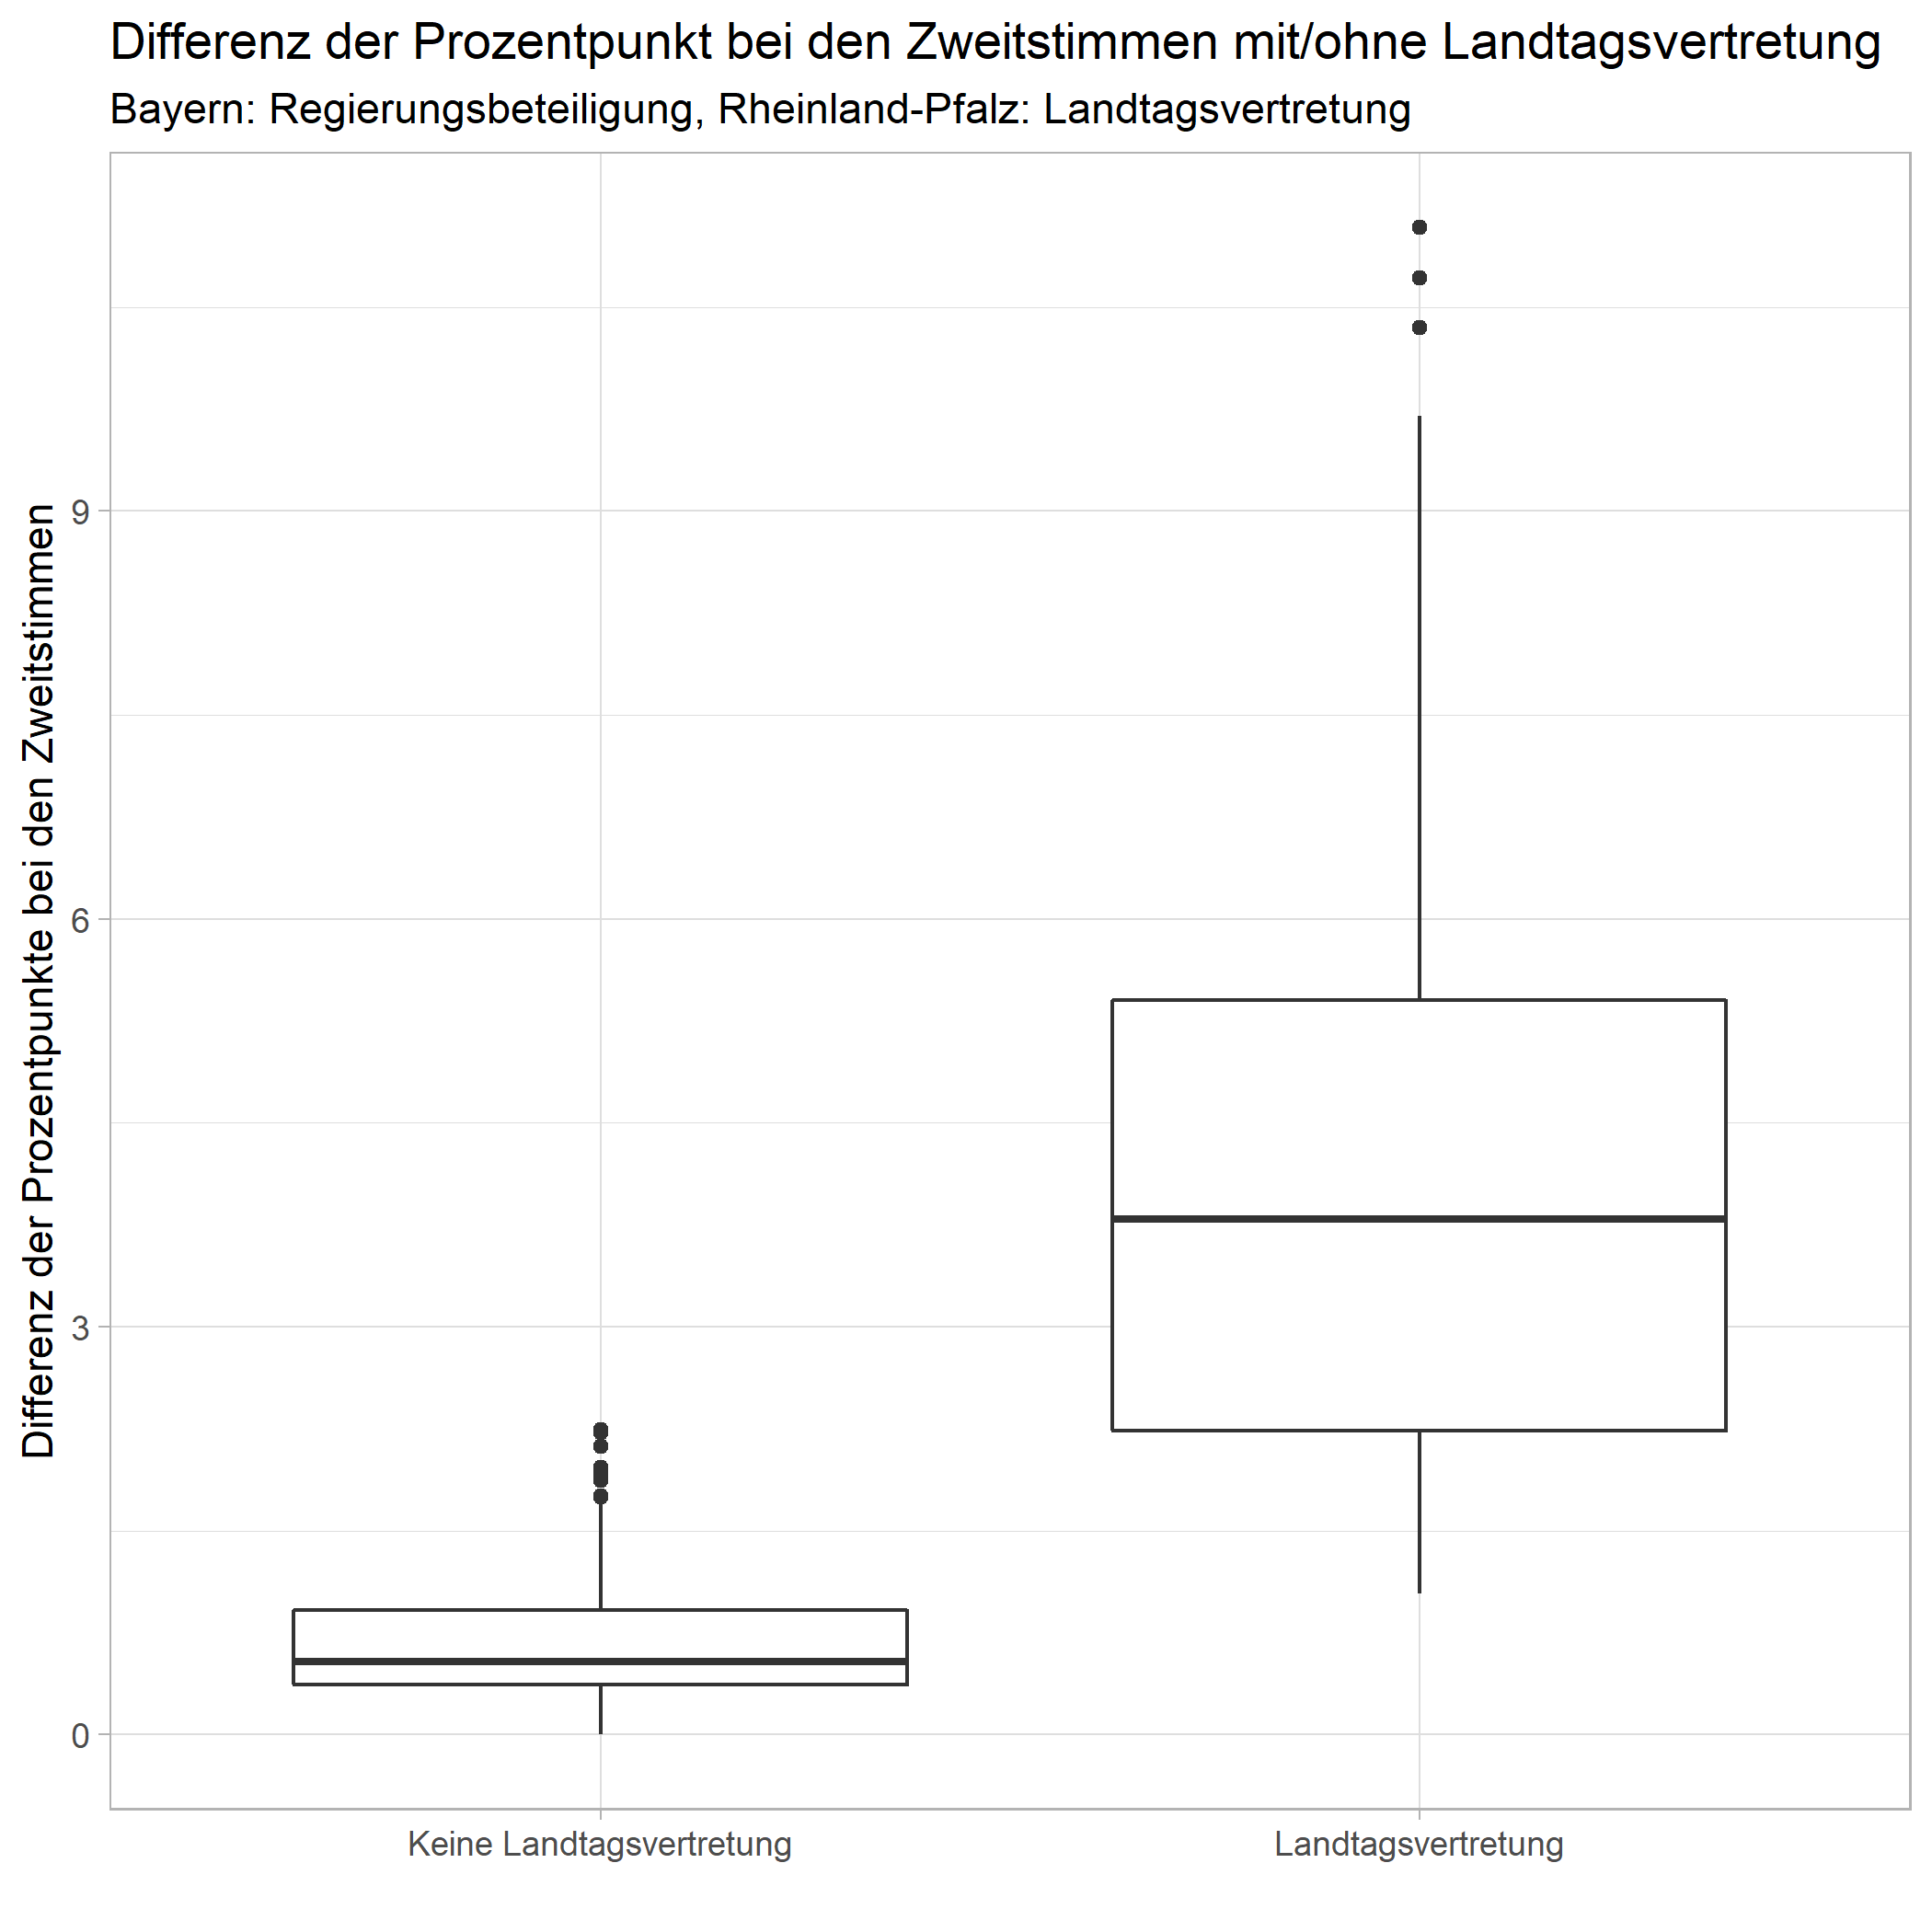 Differenz der Prozentpunkt bei den Zweitstimmen mit/ohne Landtagsvertretung
Bayern: Regierungsbeteiligung, Rheinland-Pfalz: Landtagsvertretung
Differenz der Prozentpunkte bei den Zweitstimmen
9
6
3
0
Keine Landtagsvertretung
Landtagsvertretung